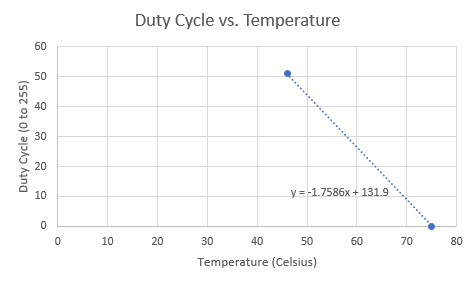 Duty Cycle vs. Temperature
Duty Cycle (0 to 255)
60
50
40
30
20
10
0
y = -1.7586x + 131.9
0 10 20 30 40 50 60 70 80
Temperature (Celsius)